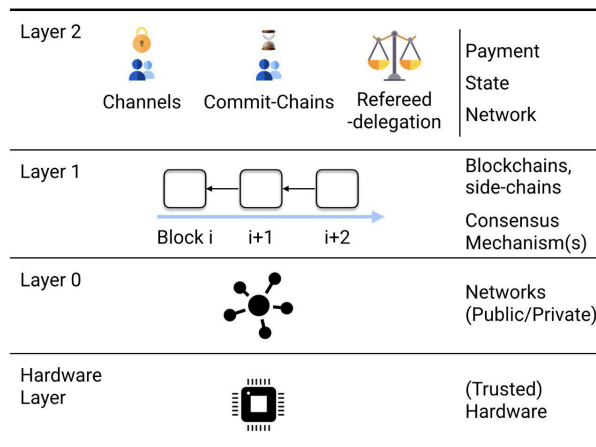 Layer 2
Channels
Commit-Chains
Refereed
-delegation
Payment
State
Network
Layer 1
Block i
i+1
i+2
Blockchains,
side-chains
Consensus
Mechanism(s)
Layer 0
Networks
(Public/Private)
Hardware
Layer
(Trusted)
Hardware